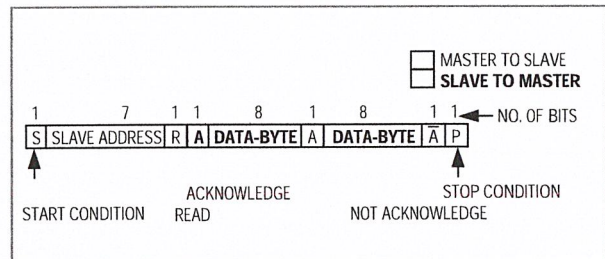 MASTER TO SLAVE
SLAVE TO MASTER
1 7 1 1 8 1 8 1 1 NO. OF BITS
S SLAVE ADDRESS R A DATA-BYTE A DATA-BYTE A̅ P
ACKNOWLEDGE STOP CONDITION
START CONDITION READ NOT ACKNOWLEDGE